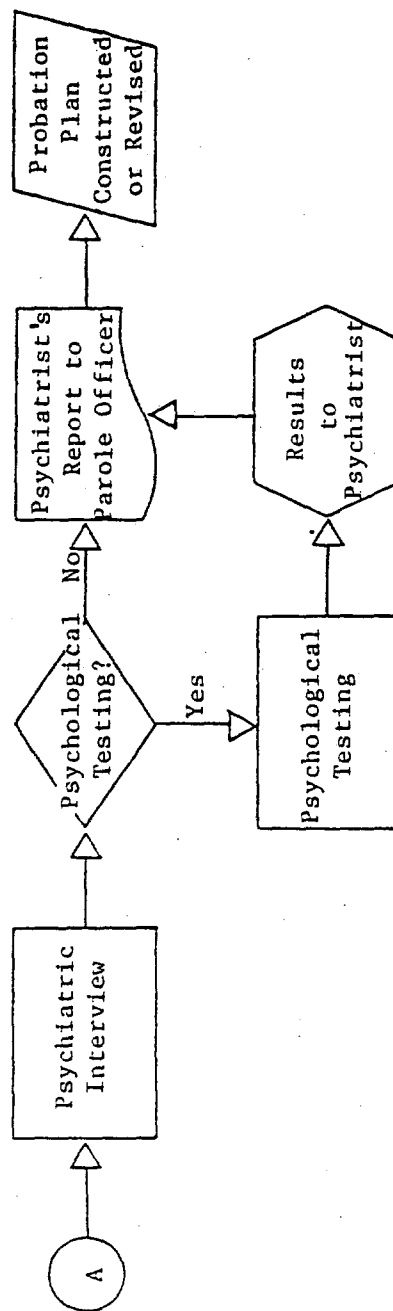 A
Psychiatric
Interview
Psychological
Testing?
No
Yes
Psychological
Testing
Results
to
Psychiatrist
Psychiatrist's
Report to
Parole Officer
Probation
Plan
Constructed
or Revised